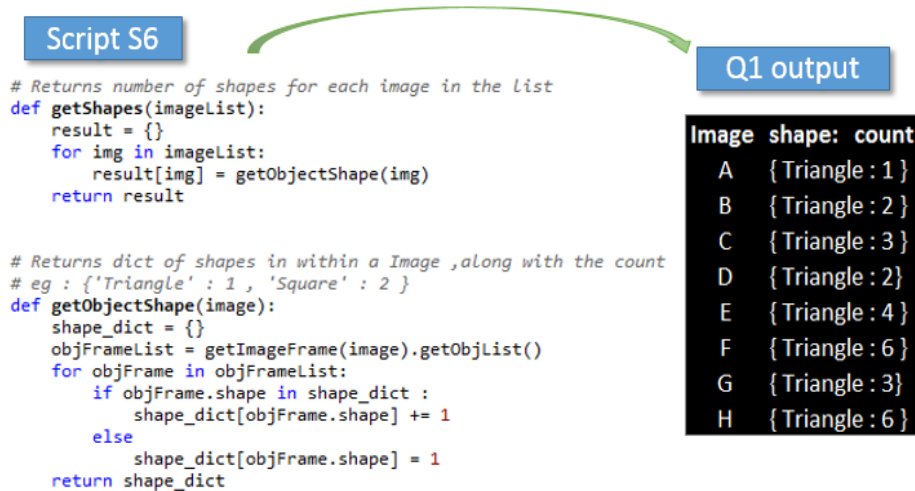 Script S6
# Returns number of shapes for each image in the list
def getShapes(imageList):
    result = {}
    for img in imageList:
        result[img] = getObjectShape(img)
    return result
# Returns dict of shapes in within a Image ,along with the count
# eg : {'Triangle' : 1 , 'Square' : 2 }
def getObjectShape(image):
    shape_dict = {}
    objFrameList = getImageFrame(image).getObjList()
    for objFrame in objFrameList:
        if objFrame.shape in shape_dict :
            shape_dict[objFrame.shape] += 1
        else
            shape_dict[objFrame.shape] = 1
    return shape_dict
Q1 output
Image shape: count
A { Triangle : 1 }
B { Triangle : 2 }
C { Triangle : 3 }
D { Triangle : 2}
E { Triangle : 4 }
F { Triangle : 6 }
G { Triangle : 3}
H { Triangle : 6 }